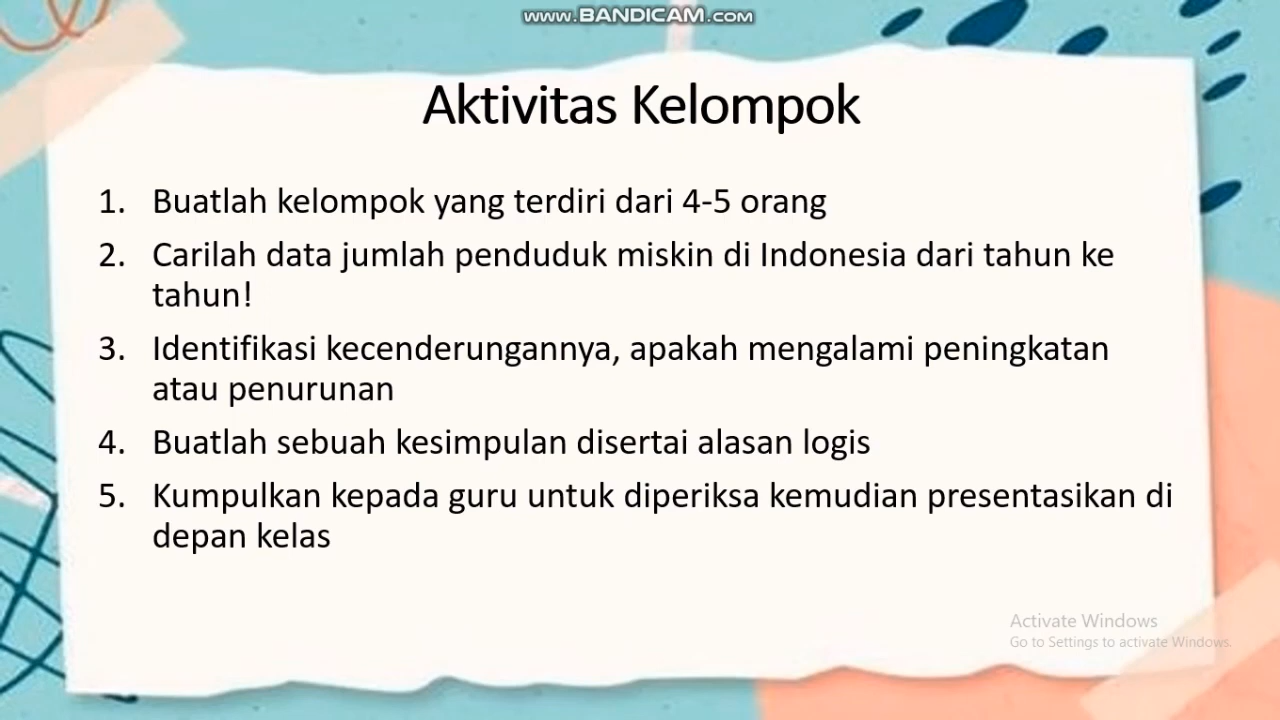 www.BANDICAM.com
Aktivitas Kelompok
1. Buatlah kelompok yang terdiri dari 4-5 orang
2. Carilah data jumlah penduduk miskin di Indonesia dari tahun ke
tahun!
3. Identifikasi kecenderungannya, apakah mengalami peningkatan
atau penurunan
4. Buatlah sebuah kesimpulan disertai alasan logis
5. Kumpulkan kepada guru untuk diperiksa kemudian presentasikan di
depan kelas
Activate Windows
Go to Settings to activate Windows.